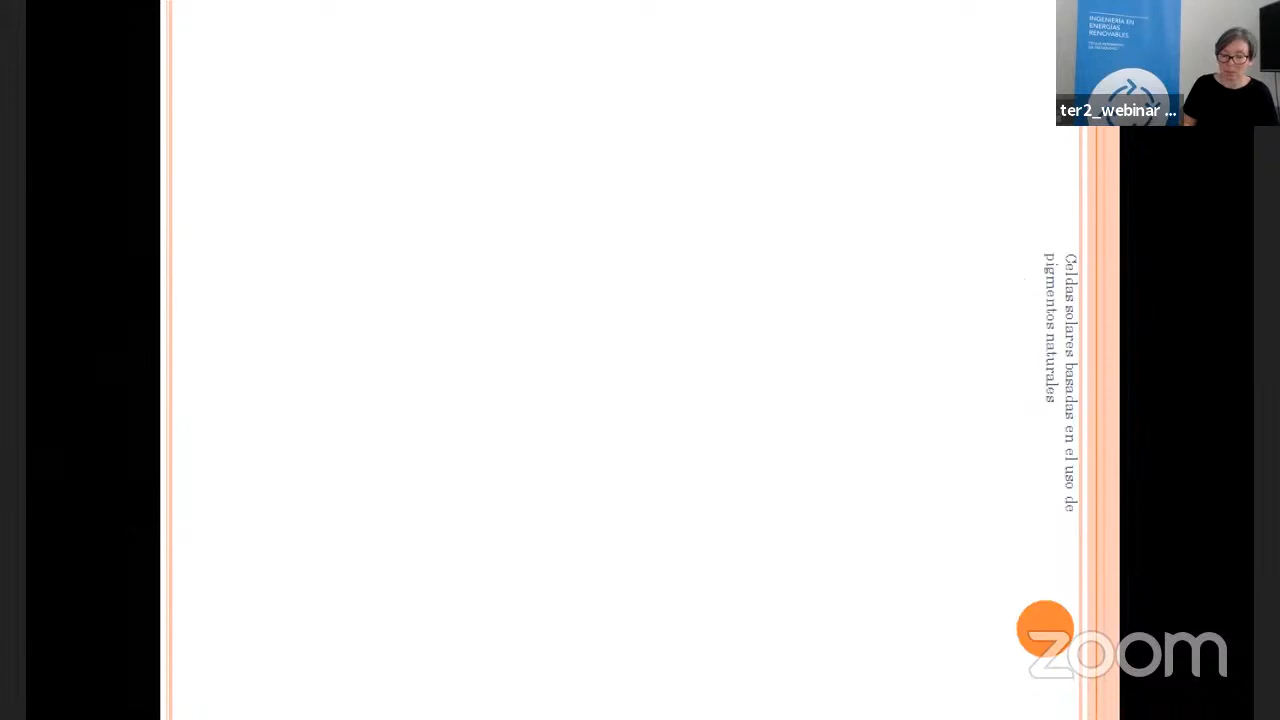 INGENIERÍA EN
ENERGÍAS
RENOVABLES
ter2_webinar ...
Celdas solares basadas en el uso de
pigmentos naturales
zoom